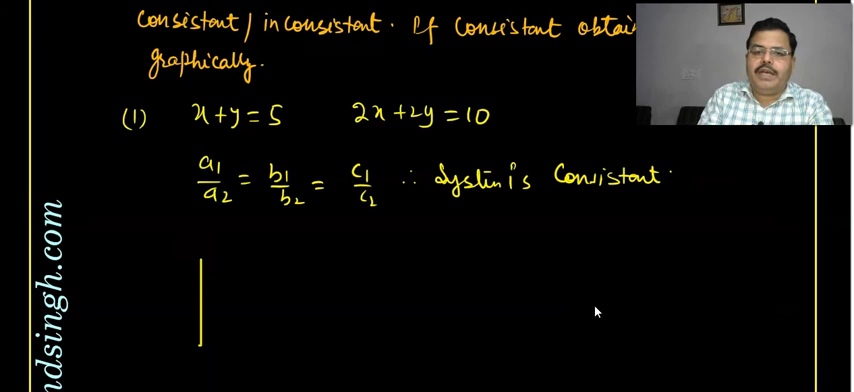 consistant / inconsistant. If consistant obtain
graphically.
(1) x+y=5 2x+2y=10
a1/a2 = b1/b2 = c1/c2 ∴ System is Consistant.
ndsingh.com